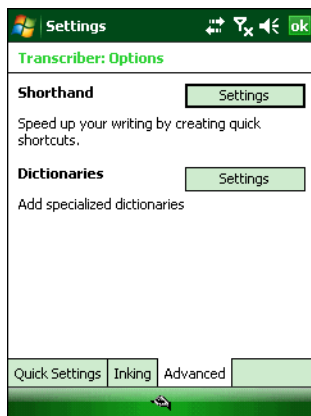 Settings
ok
Transcriber: Options
Shorthand
Settings
Speed up your writing by creating quick
shortcuts.
Dictionaries
Settings
Add specialized dictionaries
Quick Settings
Inking
Advanced